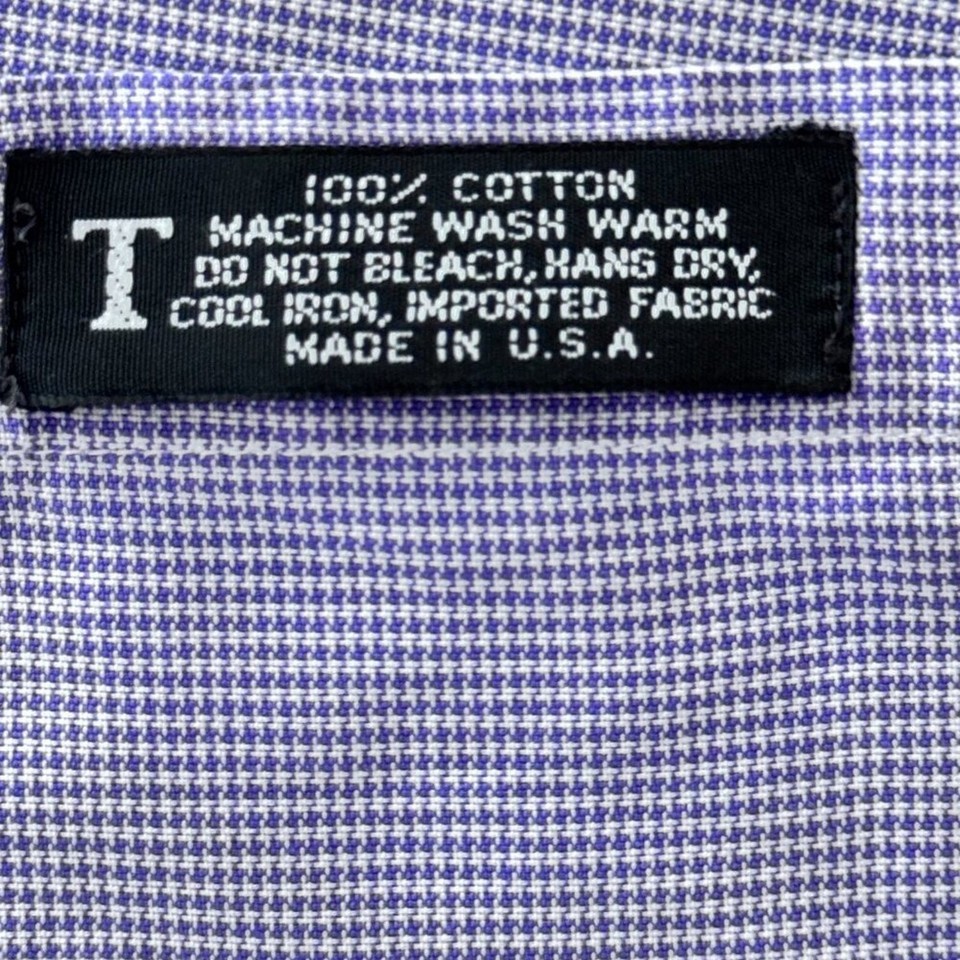 100% COTTON
MACHINE WASH WARM
T
DO NOT BLEACH, HANG DRY,
COOL IRON, IMPORTED FABRIC
MADE IN U.S.A.